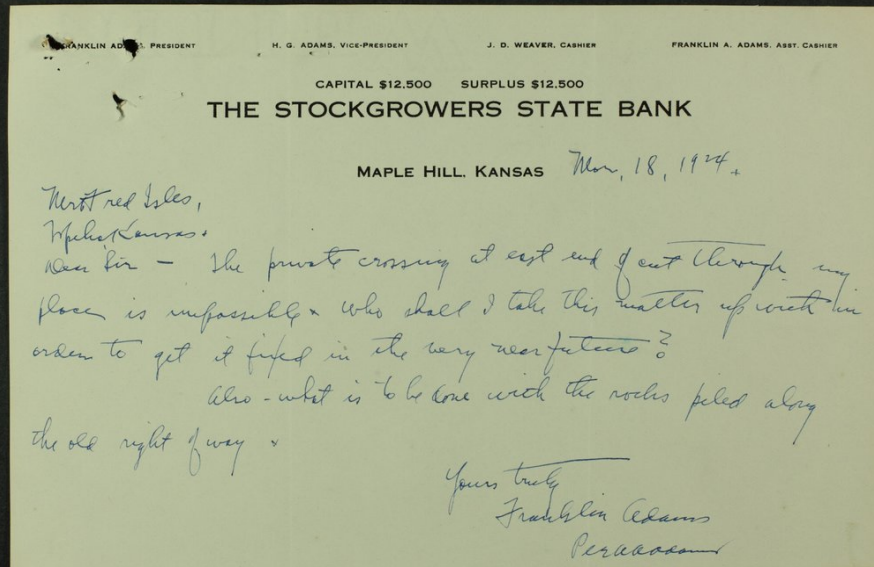 FRANKLIN ADAMS, PRESIDENT H. G. ADAMS, VICE-PRESIDENT J. D. WEAVER, CASHIER FRANKLIN A. ADAMS, ASST. CASHIER
CAPITAL $12,500 SURPLUS $12,500
THE STOCKGROWERS STATE BANK
MAPLE HILL, KANSAS Mar, 18, 1924.
Fred Isles,
Kansas.
Dear Sir - The private crossing at east end of cut through my
place is impossible. Who shall I take this matter up with in
order to get it fixed in the very near future?
Also - what is to be done with the rocks piled along
the old right of way
Yours truly
Franklin Adams